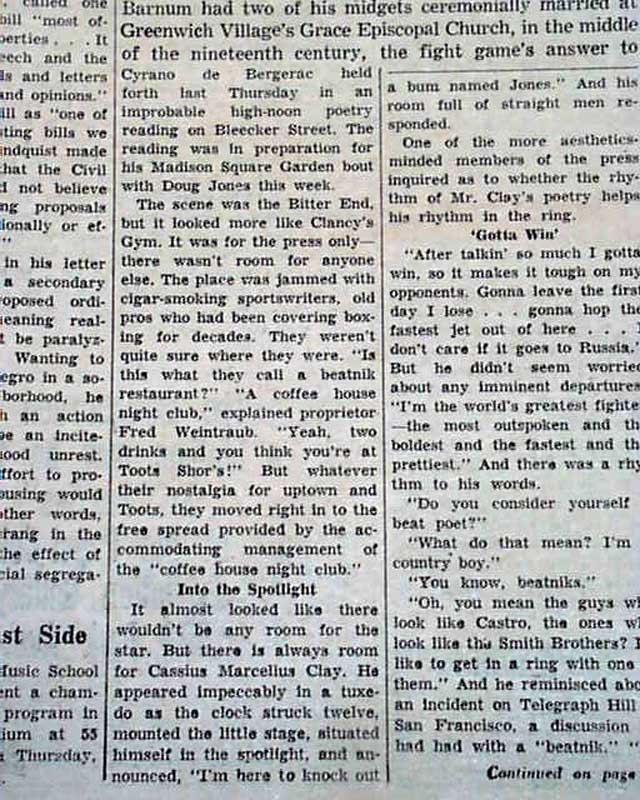 called one
bill "most of-
perties . . . It
eech and the
ls and letters
and opinions."
ill as "one of
sting bills we
ndquist made
that the Civil
d not believe
ng proposals
ionally or ef-
"
in his letter
a secondary
oposed ordi-
eaning real-
t be paralyz-
Wanting to
egro in a so-
borhood, he
h an action
be an incite-
ood unrest.
ffort to pro-
ousing would
other words,
rang in the
he effect of
cial segrega-
st Side
Music School
ent a cham-
program in
ium at 55
Thursday,
Barnum had two of his midgets ceremonially married at
Greenwich Village's Grace Episcopal Church, in the middle
of the nineteenth century, the fight game's answer to
Cyrano de Bergerac held
forth last Thursday in an
improbable high-noon poetry
reading on Bleecker Street. The
reading was in preparation for
his Madison Square Garden bout
with Doug Jones this week.
The scene was the Bitter End,
but it looked more like Clancy's
Gym. It was for the press only—
there wasn't room for anyone
else. The place was jammed with
cigar-smoking sportswriters, old
pros who had been covering box-
ing for decades. They weren't
quite sure where they were. "Is
this what they call a beatnik
restaurant?" "A coffee house
night club," explained proprietor
Fred Weintraub. "Yeah, two
drinks and you think you're at
Toots Shor's!" But whatever
their nostalgia for uptown and
Toots, they moved right in to the
free spread provided by the ac-
commodating management of
the "coffee house night club."
Into the Spotlight
It almost looked like there
wouldn't be any room for the
star. But there is always room
for Cassius Marcellus Clay. He
appeared impeccably in a tuxe-
do as the clock struck twelve,
mounted the little stage, situated
himself in the spotlight, and an-
nounced, "I'm here to knock out
a bum named Jones." And his
room full of straight men re-
sponded.
One of the more aesthetics-
minded members of the press
inquired as to whether the rhy-
thm of Mr. Clay's poetry helps
his rhythm in the ring.
'Gotta Win'
"After talkin' so much I gotta
win, so it makes it tough on my
opponents. Gonna leave the first
day I lose . . . gonna hop the
fastest jet out of here . . .
don't care if it goes to Russia."
But he didn't seem worried
about any imminent departures
"I'm the world's greatest fighte
—the most outspoken and th
boldest and the fastest and th
prettiest." And there was a rhy
thm to his words.
"Do you consider yourself
beat poet?"
"What do that mean? I'm
country boy."
"You know, beatniks."
"Oh, you mean the guys wh
look like Castro, the ones wh
look like the Smith Brothers? I
like to get in a ring with one
them." And he reminisced abo
an incident on Telegraph Hill
San Francisco, a discussion
had had with a "beatnik." "
Continued on page